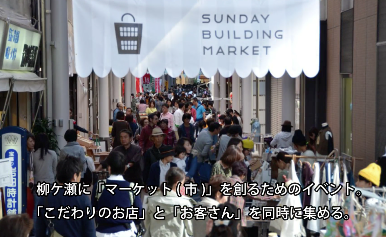 SUNDAY
BUILDING
MARKET
柳ケ瀬に「マーケット(市)」を創るためのイベント。
「こだわりのお店」と「お客さん」を同時に集める。